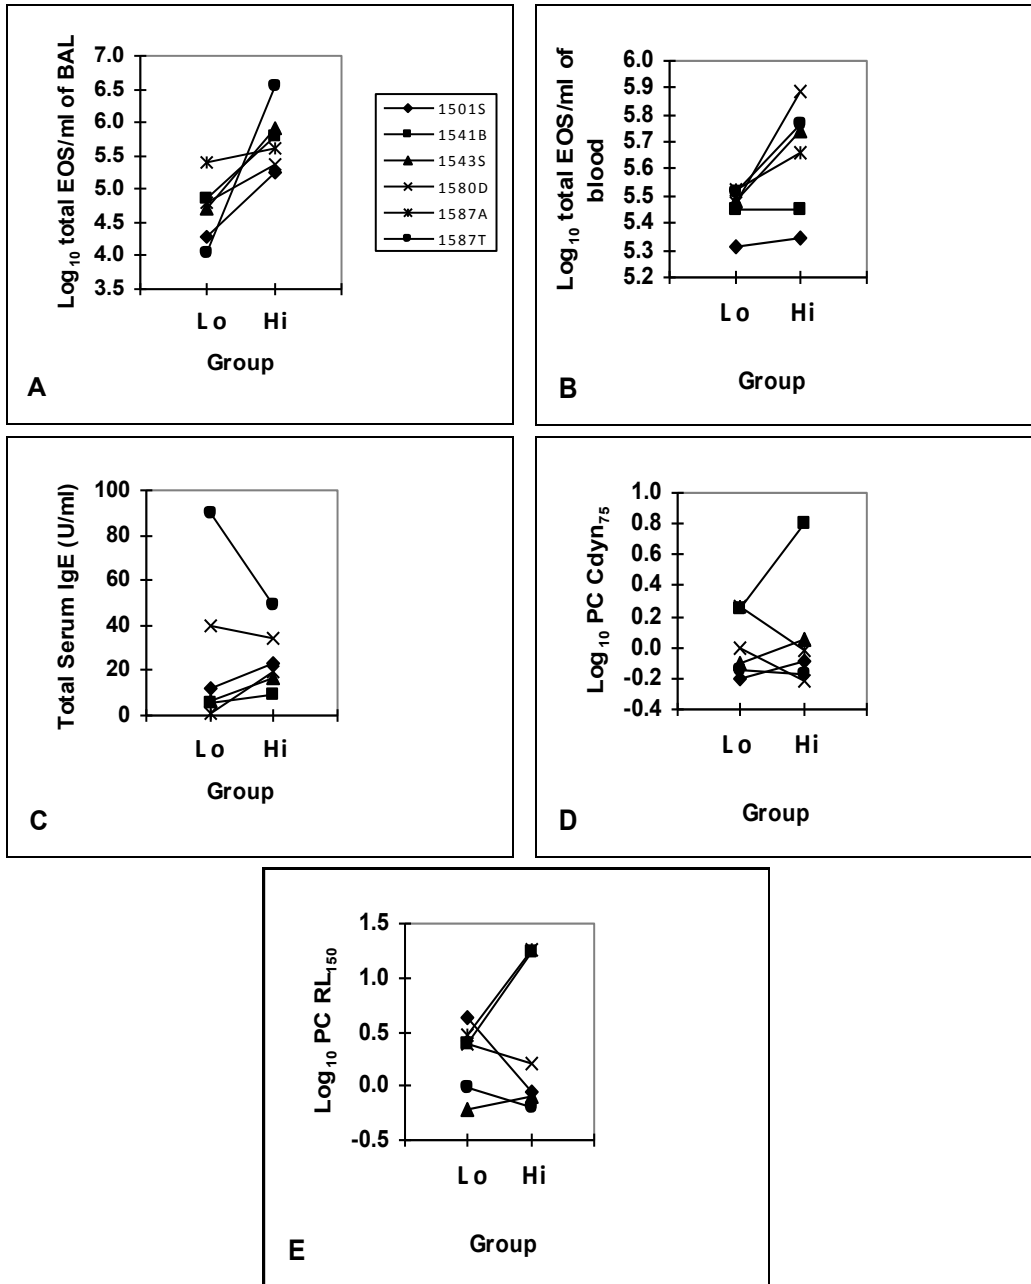 Log10 total EOS/ml of BAL
7.0
6.5
6.0
5.5
5.0
4.5
4.0
3.5
Lo Hi
Group
A
1501S
1541B
1543S
1580D
1587A
1587T
Log10 total EOS/ml of
blood
6.0
5.9
5.8
5.7
5.6
5.5
5.4
5.3
5.2
Lo Hi
Group
B
Total Serum IgE (U/ml)
100
80
60
40
20
0
Lo Hi
Group
C
Log10 PC Cdyn75
1.0
0.8
0.6
0.4
0.2
0.0
-0.2
-0.4
Lo Hi
Group
D
Log10 PC RL150
1.5
1.0
0.5
0.0
-0.5
Lo Hi
Group
E